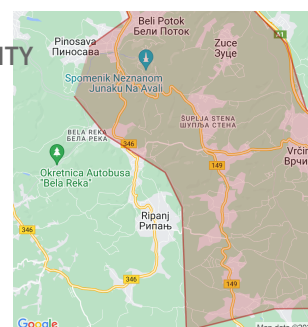 Beli Potok
Бели Поток
Pinosava
Пиносава
Zuce
Зуце
ITY
Spomenik Neznanom
Junaku Na Avali
A1
ŠUPLJA STENA
ШУПЉА СТЕНА
BELA REKA
БЕЛА РЕКА
346
Vrčin
Врчи
149
Okretnica Autobusa
"Bela Reka"
Ripanj
Рипањ
346
346
149
Google